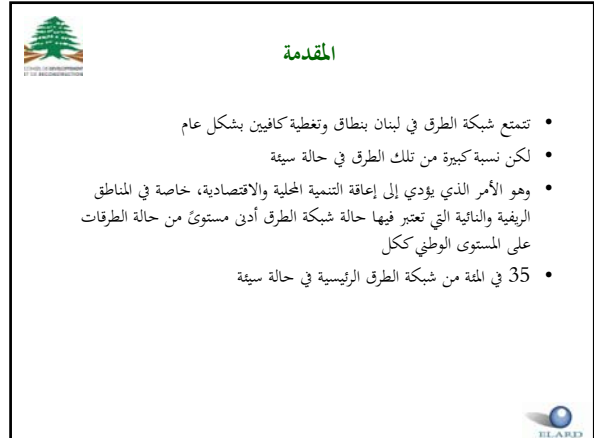 المقدمة
• تتمتع شبكة الطرق في لبنان بنطاق وتغطية كافيين بشكل عام
• لكن نسبة كبيرة من تلك الطرق في حالة سيئة
• وهو الأمر الذي يؤدي إلى إعاقة التنمية المحلية والاقتصادية، خاصة في المناطق
الريفية والنائية التي تعتبر فيها حالة شبكة الطرق أدنى مستوىً من حالة الطرقات
على المستوى الوطني ككل
• 35 في المئة من شبكة الطرق الرئيسية في حالة سيئة
ELARD